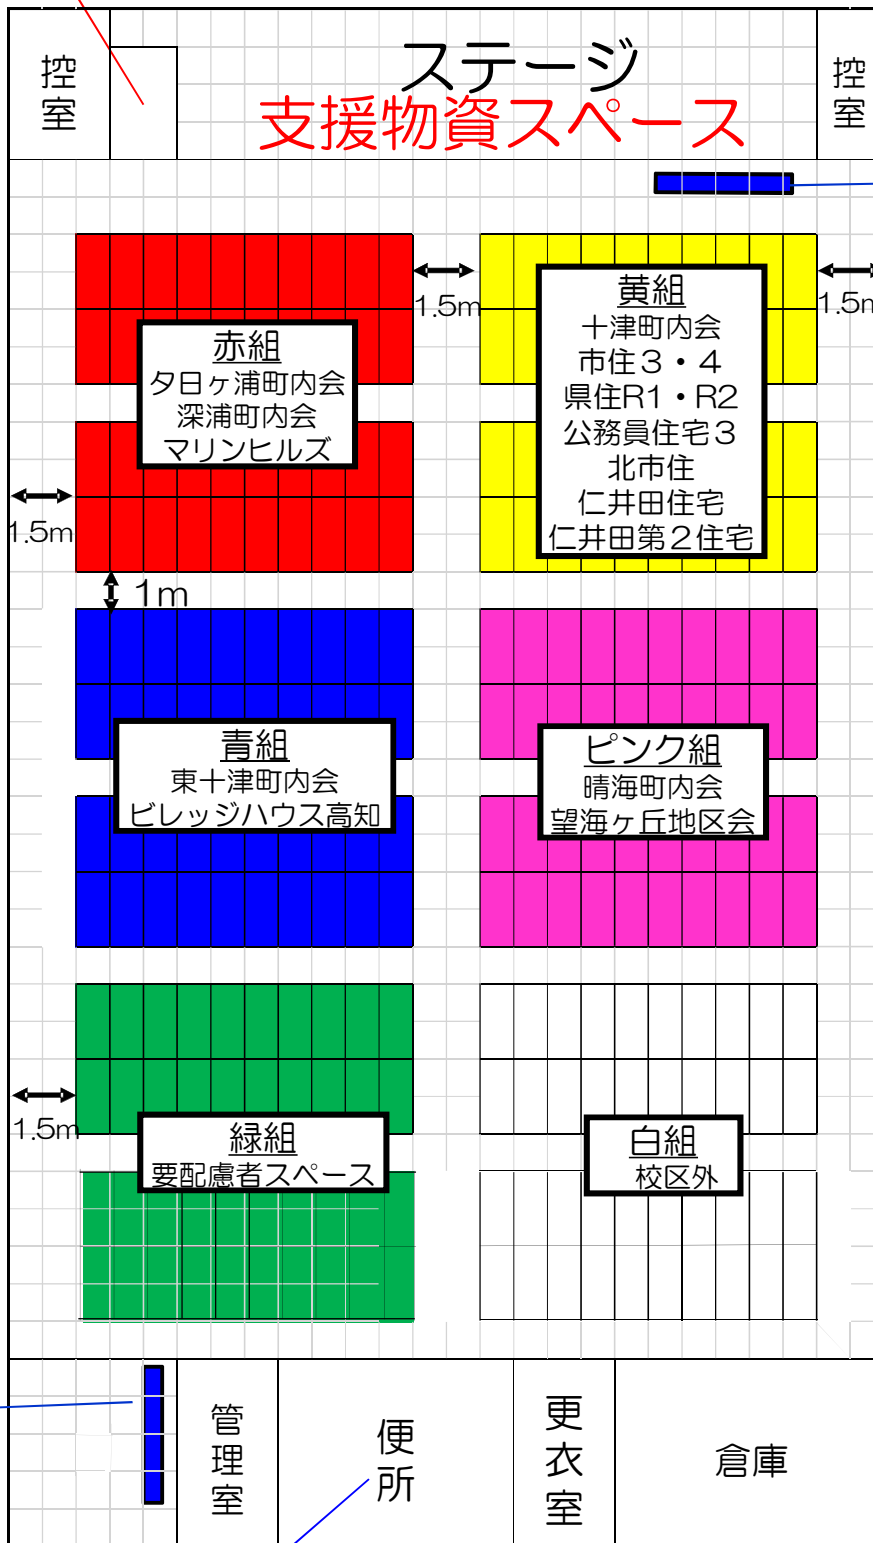 ステージ
支援物資スペース
控室
控室
1.5m
1.5m
赤組
夕日ヶ浦町内会
深浦町内会
マリンヒルズ
黄組
十津町内会
市住３・４
県住R1・R2
公務員住宅３
北市住
仁井田住宅
仁井田第２住宅
1.5m
1m
青組
東十津町内会
ビレッジハウス高知
ピンク組
晴海町内会
望海ヶ丘地区会
1.5m
緑組
要配慮者スペース
白組
校区外
管理室
便所
更衣室
倉庫